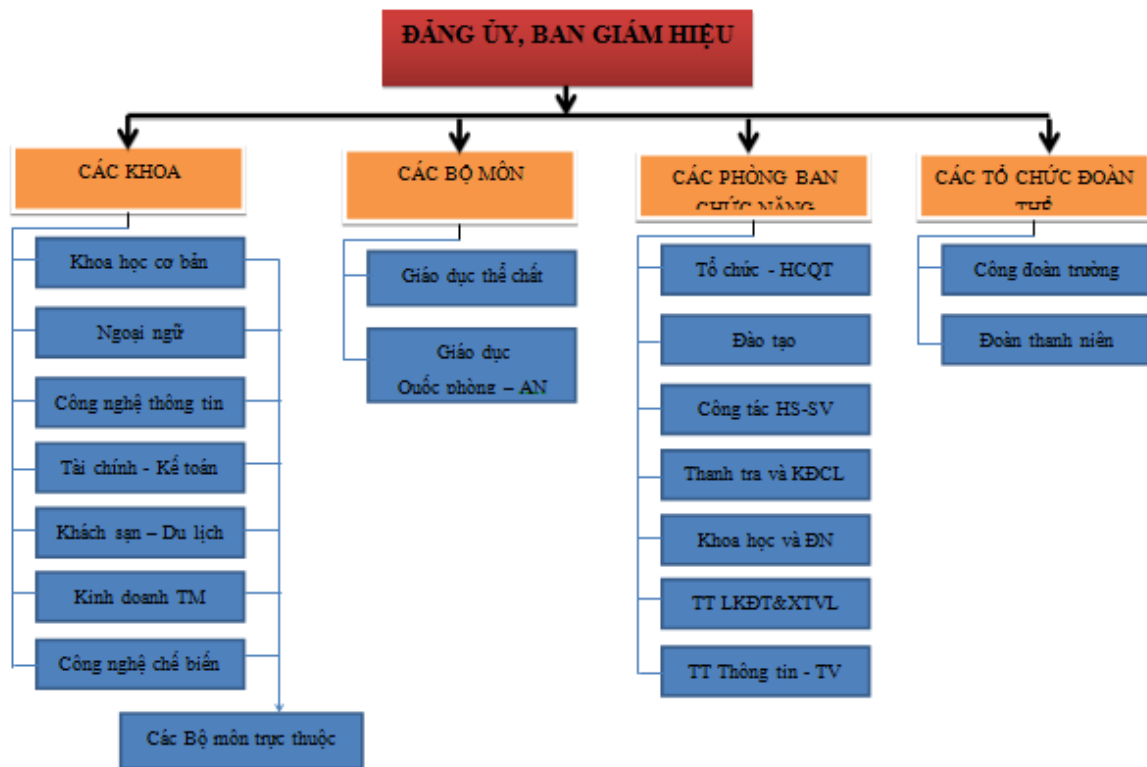 ĐẢNG ỦY, BAN GIÁM HIỆU
CÁC KHOA
Khoa học cơ bản
Ngoại ngữ
Công nghệ thông tin
Tài chính - Kế toán
Khách sạn – Du lịch
Kinh doanh TM
Công nghệ chế biến
Các Bộ môn trực thuộc
CÁC BỘ MÔN
Giáo dục thể chất
Giáo dục
Quốc phòng – AN
CÁC PHÒNG BAN
CHỨC NĂNG
Tổ chức - HCQT
Đào tạo
Công tác HS-SV
Thanh tra và KĐCL
Khoa học và ĐN
TT LKĐT&XTVL
TT Thông tin - TV
CÁC TỔ CHỨC ĐOÀN
THỂ
Công đoàn trường
Đoàn thanh niên